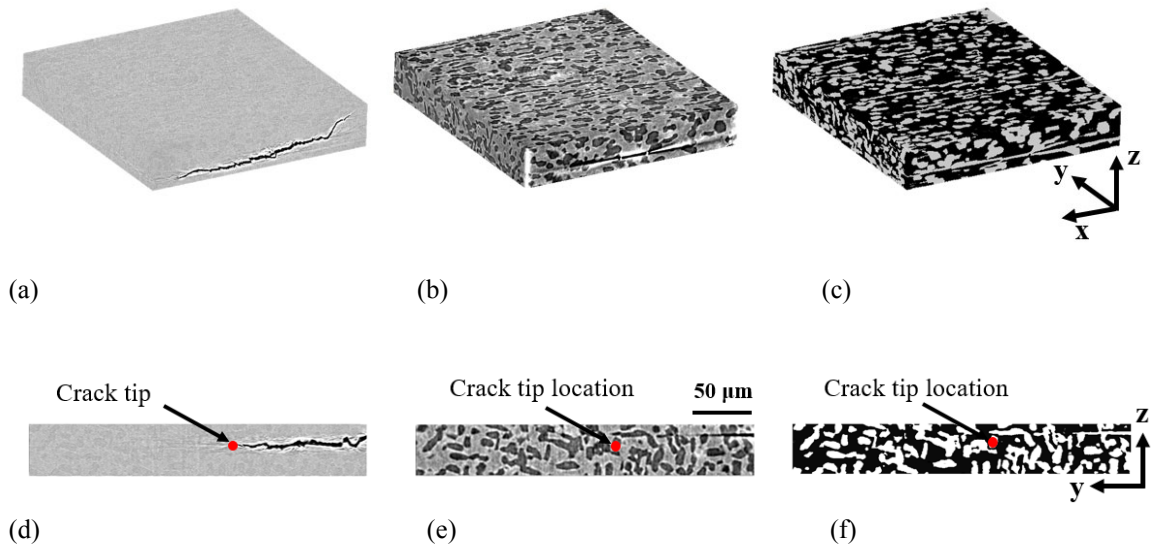 z
y
x
(a)
(b)
(c)
Crack tip
Crack tip location
50 μm
Crack tip location
z
y
(d)
(e)
(f)